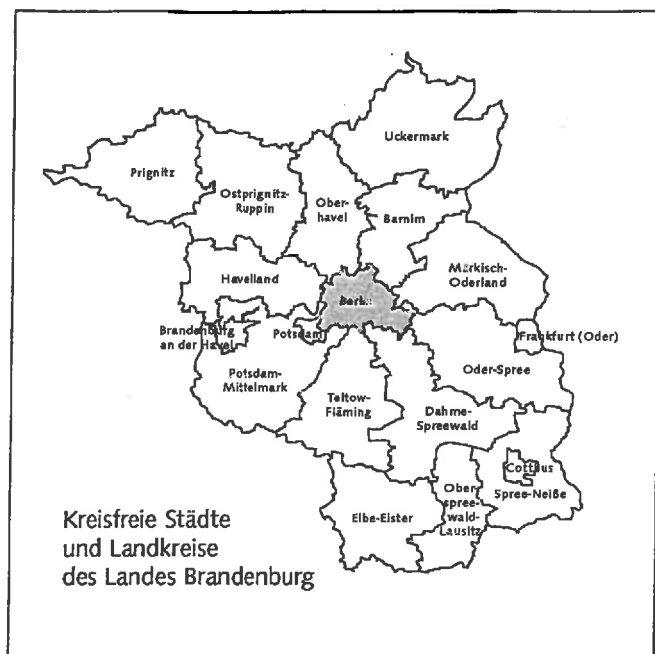 Uckermark
Prignitz
Ostprignitz-
Ruppin
Ober-
havel
Barnim
Havelland
Märkisch-
Oderland
Berlin
Brandenburg
an der Havel
Potsdam
Frankfurt (Oder)
Potsdam-
Mittelmark
Oder-Spree
Teltow-
Fläming
Dahme-
Spreewald
Cottbus
Spree-Neiße
Ober
spree-
wald-
Lausitz
Elbe-Elster
Kreisfreie Städte
und Landkreise
des Landes Brandenburg